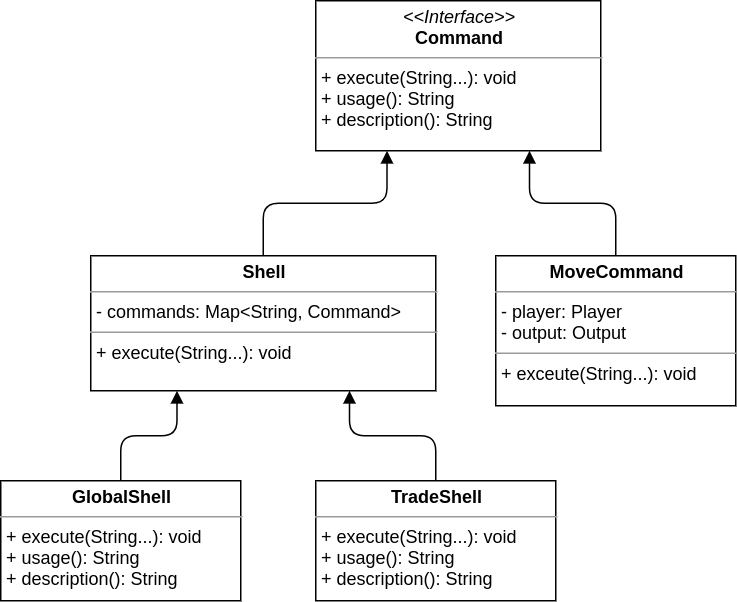 <<Interface>>
Command
+ execute(String...): void
+ usage(): String
+ description(): String
Shell
- commands: Map<String, Command>
+ execute(String...): void
MoveCommand
- player: Player
- output: Output
+ exceute(String...): void
GlobalShell
+ execute(String...): void
+ usage(): String
+ description(): String
TradeShell
+ execute(String...): void
+ usage(): String
+ description(): String